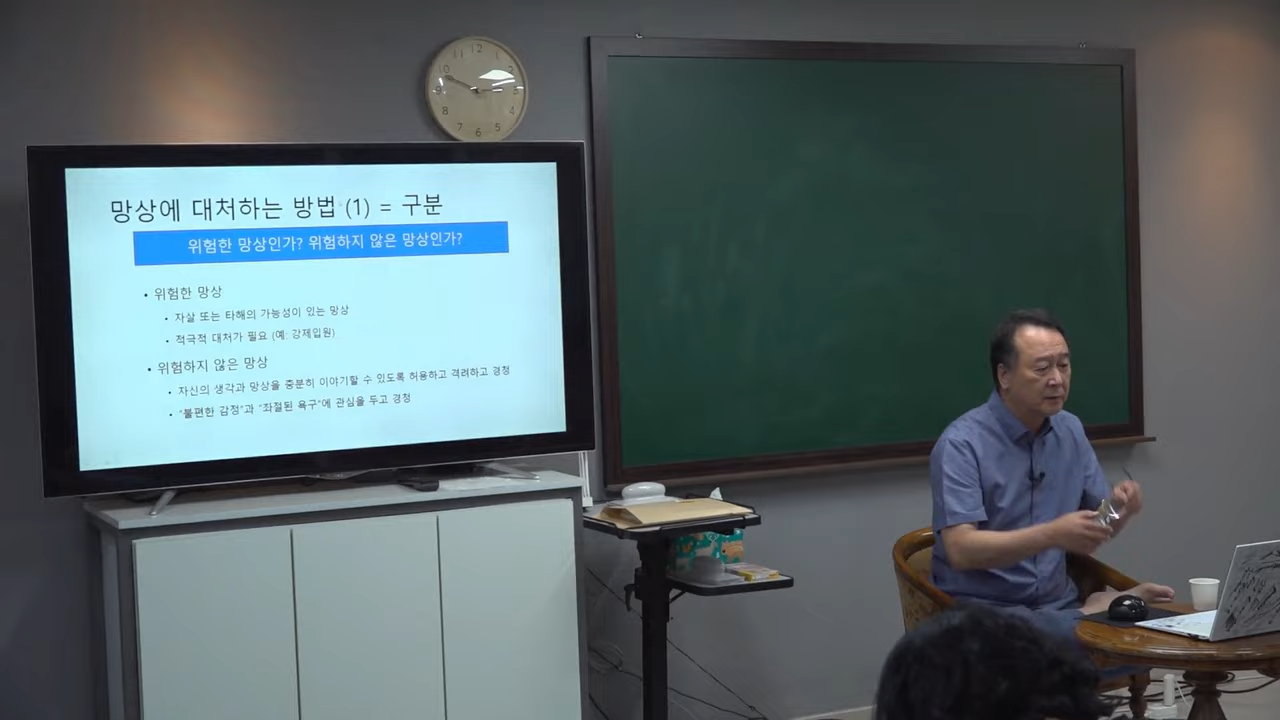 망상에 대처하는 방법 (1) = 구분
위험한 망상인가? 위험하지 않은 망상인가?
• 위험한 망상
• 자살 또는 타해의 가능성이 있는 망상
• 적극적 대처가 필요 (예: 강제입원)
• 위험하지 않은 망상
• 자신의 생각과 망상을 충분히 이야기할 수 있도록 허용하고 격려하고 경청
• "불편한 감정"과 "좌절된 욕구"에 관심을 두고 경청